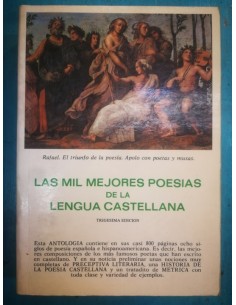 Rafael. El triunfo de la poesía. Apolo con poetas y musas.
LAS MIL MEJORES POESIAS
DE LA
LENGUA CASTELLANA
TRIGESIMA EDICION
Esta ANTOLOGIA contiene en sus casi 800 páginas ocho si-
glos de poesía española e hispanoamericana. Es decir, las mejo-
res composiciones de los más famosos poetas que han escrito
en castellano. Y en su noticia preliminar unas nociones muy
completas de PRECEPTIVA LITERARIA, una HISTORIA DE
LA POESIA CASTELLANA y un tratadito de METRICA con
toda clase y variedad de ejemplos.